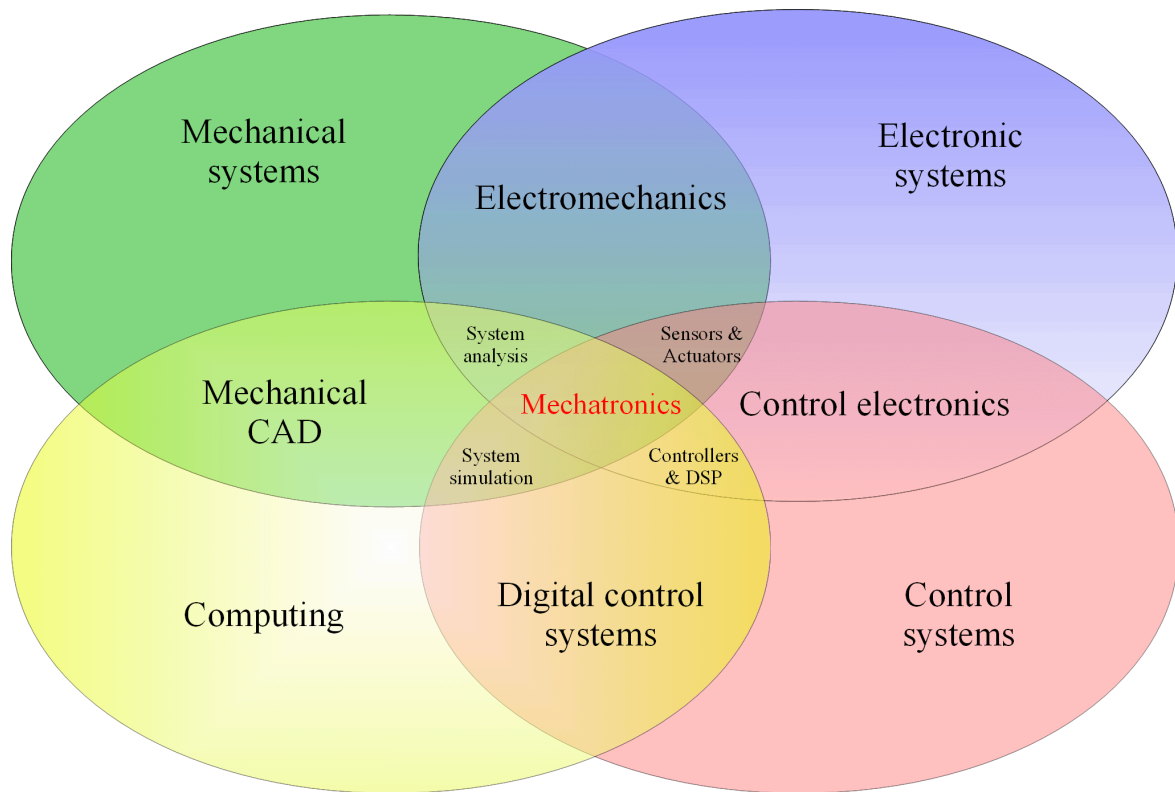 Mechanical
systems
Electronic
systems
Electromechanics
System
analysis
Sensors &
Actuators
Mechanical
CAD
Mechatronics
Control electronics
System
simulation
Controllers
& DSP
Computing
Digital control
systems
Control
systems